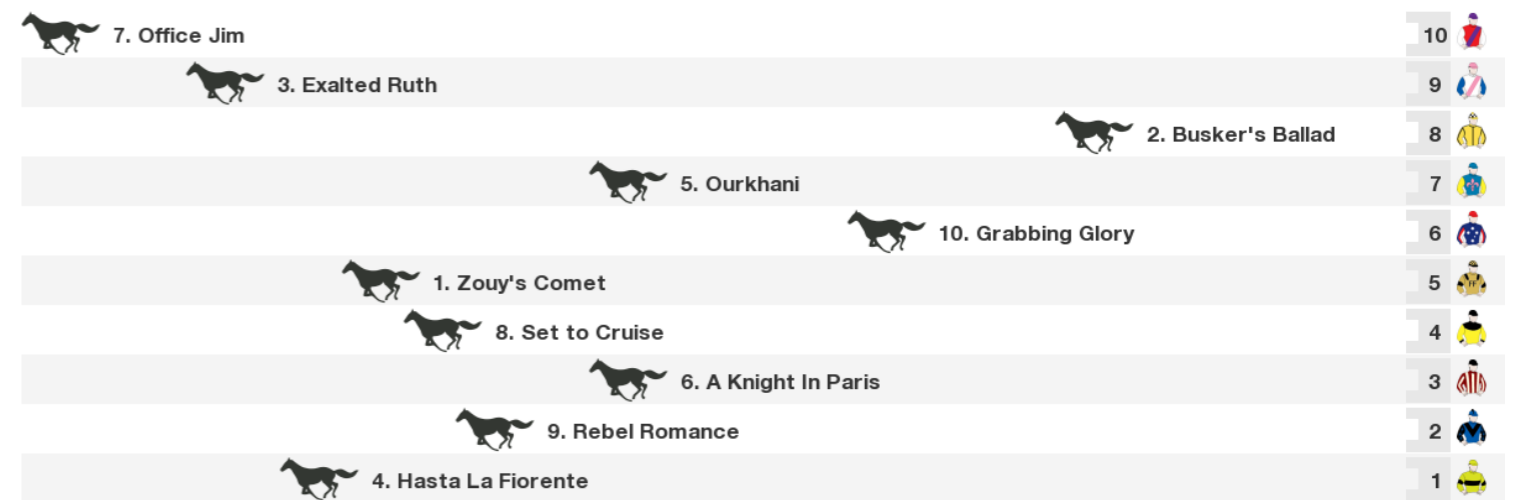 7. Office Jim 10
3. Exalted Ruth 9
2. Busker's Ballad 8
5. Ourkhani 7
10. Grabbing Glory 6
1. Zouy's Comet 5
8. Set to Cruise 4
6. A Knight In Paris 3
9. Rebel Romance 2
4. Hasta La Fiorente 1